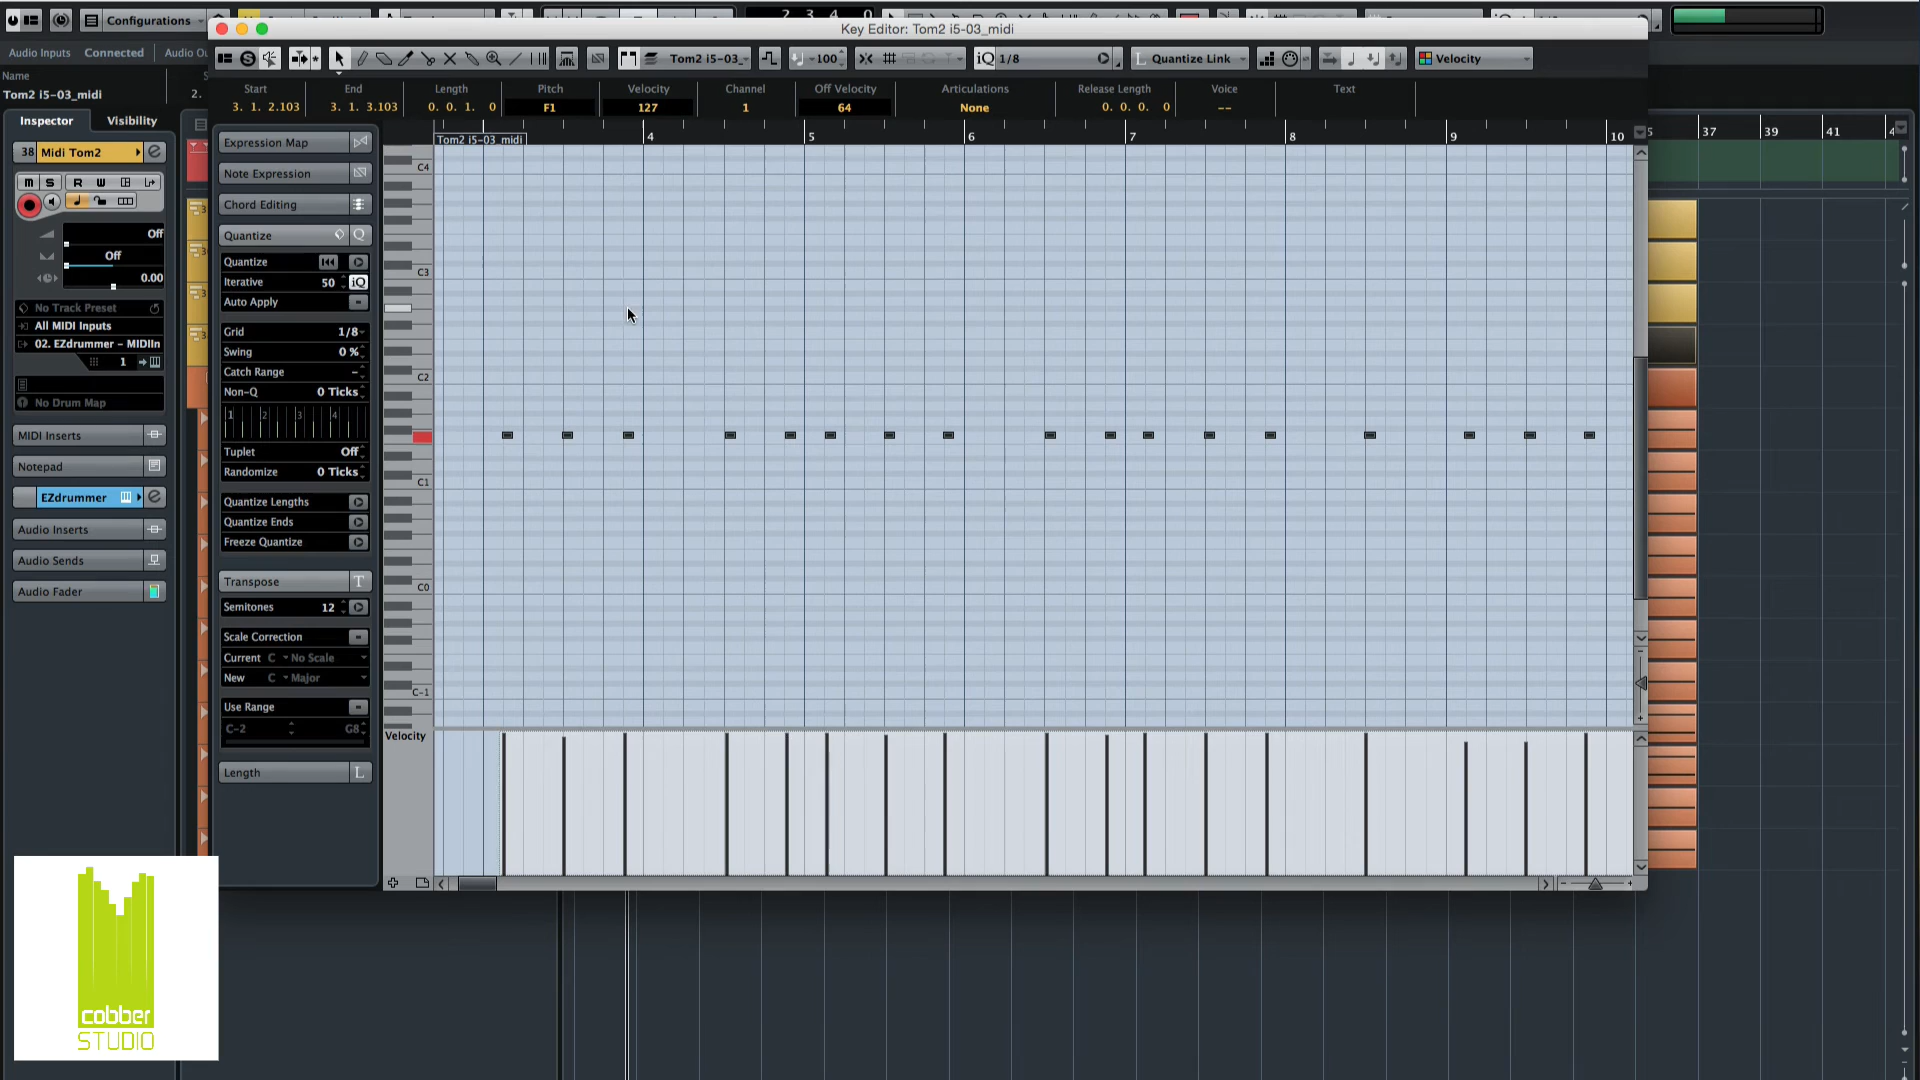 Configurations
Key Editor: Tom2 i5-03_midi
Audio Inputs Connected Audio Ou
Tom2 i5-03_
100
iQ 1/8
Quantize Link
Velocity
Name
Tom2 i5-03_midi
2.
Start End Length Pitch Velocity Channel Off Velocity Articulations Release Length Voice Text
3. 1. 2.103 3. 1. 3.103 0. 0. 1. 0 F1 127 1 64 None 0. 0. 0. 0 --
Inspector Visibility
4 5 6 7 8 9 10
37 39 41
Tom2 i5-03_midi
38 Midi Tom2
M S R W
Off
Off
0.00
No Track Preset
All MIDI Inputs
02. EZdrummer - MIDIIn
1
No Drum Map
MIDI Inserts
Notepad
EZdrummer
Audio Inserts
Audio Sends
Audio Fader
Expression Map
Note Expression
Chord Editing
Quantize Q
Quantize
Iterative 50 iQ
Auto Apply
Grid 1/8
Swing 0 %
Catch Range -
Non-Q 0 Ticks
1 2 3 4
Tuplet Off
Randomize 0 Ticks
Quantize Lengths
Quantize Ends
Freeze Quantize
Transpose T
Semitones 12
Scale Correction
Current C No Scale
New C Major
Use Range
C-2 G8
Length L
C4
C3
C2
C1
C0
C-1
Velocity
cobber
STUDIO